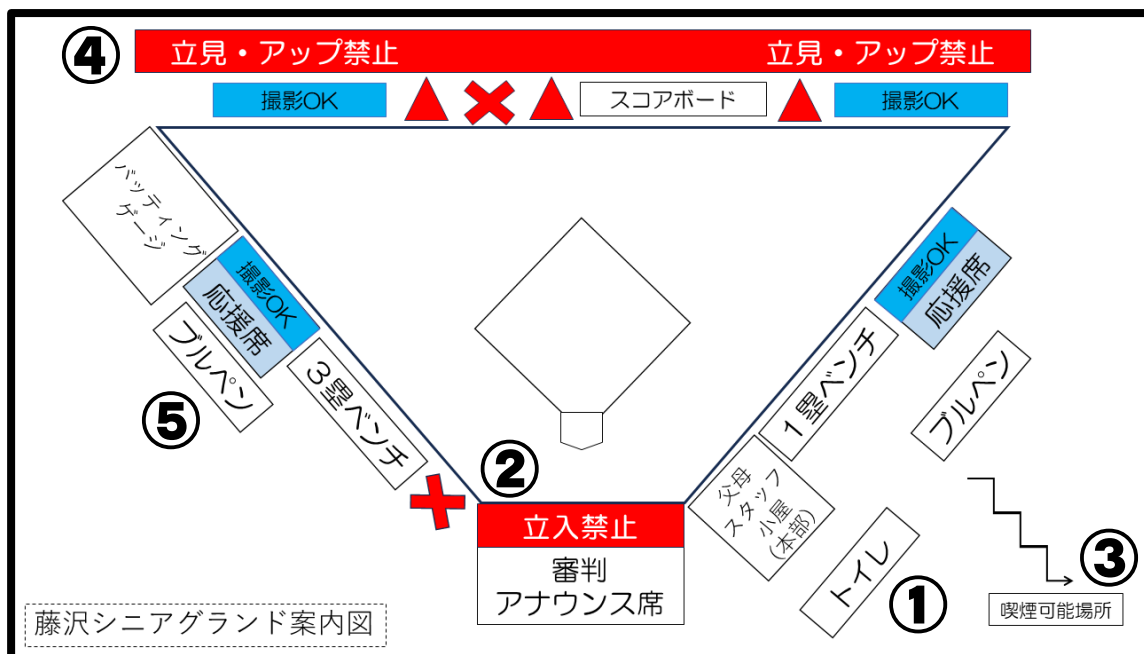 ④
立見・アップ禁止
立見・アップ禁止
撮影OK
スコアボード
撮影OK
バッティング
ゲージ
撮影OK
応援席
ブルペン
⑤
3塁ベンチ
撮影OK
応援席
1塁ベンチ
ブルペン
②
父母
スタッフ
小屋
(本部)
立入禁止
審判
アナウンス席
トイレ
①
③
喫煙可能場所
藤沢シニアグランド案内図